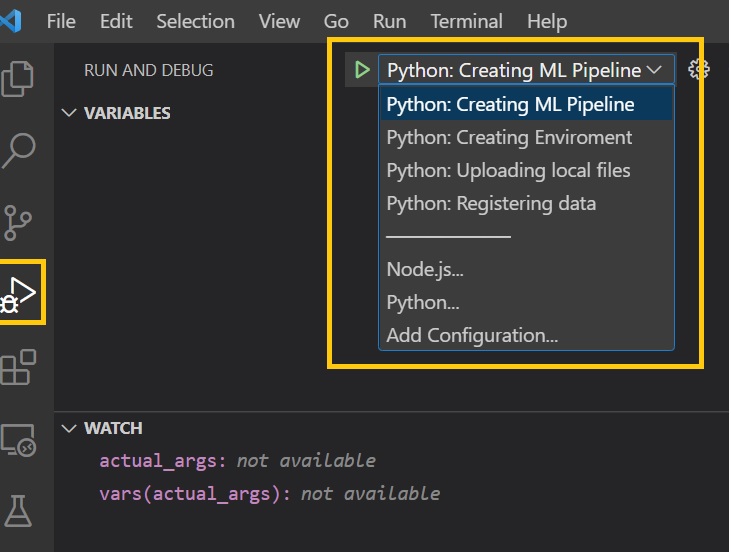 File Edit Selection View Go Run Terminal Help
RUN AND DEBUG
Python: Creating ML Pipeline
VARIABLES
Python: Creating ML Pipeline
Python: Creating Enviroment
Python: Uploading local files
Python: Registering data
Node.js...
Python...
Add Configuration...
WATCH
actual_args: not available
vars(actual_args): not available